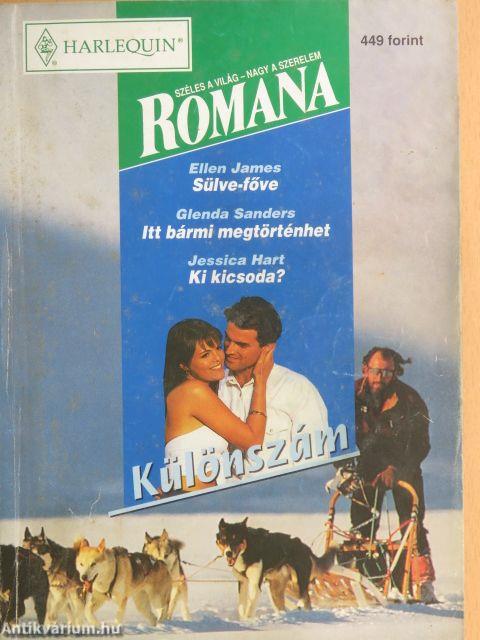 HARLEQUIN®
®
449 forint
SZÉLES A VILÁG – NAGY A SZERELEM
ROMANA
Ellen James
Sülve-főve
Glenda Sanders
Itt bármi megtörténhet
Jessica Hart
Ki kicsoda?
Különszám
Antikvárium.hu